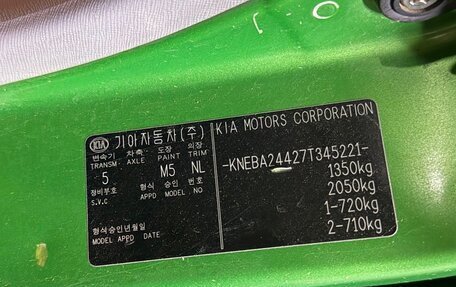 KIA 기아자동차(주) KIA MOTORS CORPORATION
변속기 차축 도장 외장
TRANSM AXLE PAINT TRIM
5 M5 NL
정비부호 형식 승인 번호
S.V.C APPD MODEL NO
형식승인년월일
MODEL APPD DATE
-KNEBA24427T345221-
1350kg
2050kg
1-720kg
2-710kg